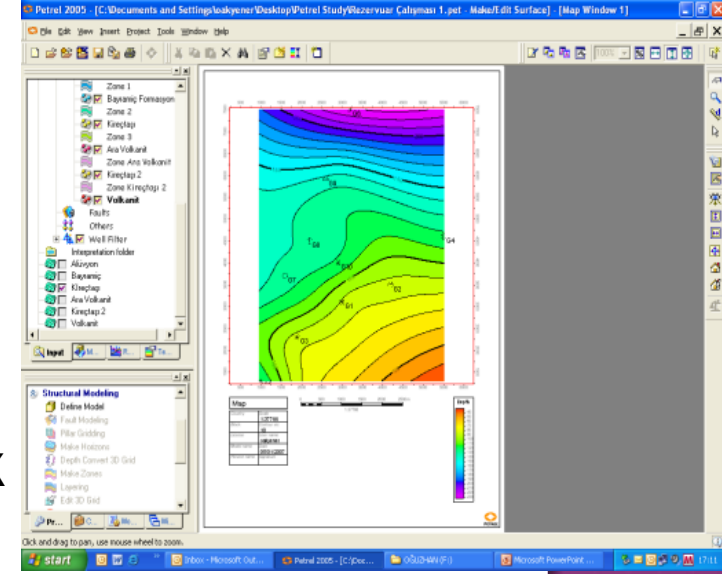 Petrel 2005 - [C:\Documents and Settings\oakyener\Desktop\Petrel Study\Rezervuar Çalışması 1.pet - Make/Edit Surface] - [Map Window 1]
File Edit View Insert Project Tools Window Help
100%
Zone 1
Bayramiç Formasyon
Zone 2
Kireçtaşı
Zone 3
Ara Volkanit
Zone Ara Volkanit
Kireçtaşı 2
Zone Kireçtaşı 2
Volkanit
Faults
Others
Well Filter
Interpretation folder
Alüvyon
Bayramiç
Kireçtaşı
Ara Volkanit
Kireçtaşı 2
Volkanit
Input
M...
R...
Te...
Structural Modeling
Define Model
Fault Modeling
Pillar Gridding
Make Horizons
Depth Convert 3D Grid
Make Zones
Layering
Edit 3D Grid
Pr...
C...
Me...
G4
G7
G2
G1
G3
Map
Depth
Click and drag to pan, use mouse wheel to zoom.
start
Inbox - Microsoft Out...
Petrel 2005 - [C:\Doc...
OĞUZHAN (F:)
Microsoft PowerPoint ...
17:11